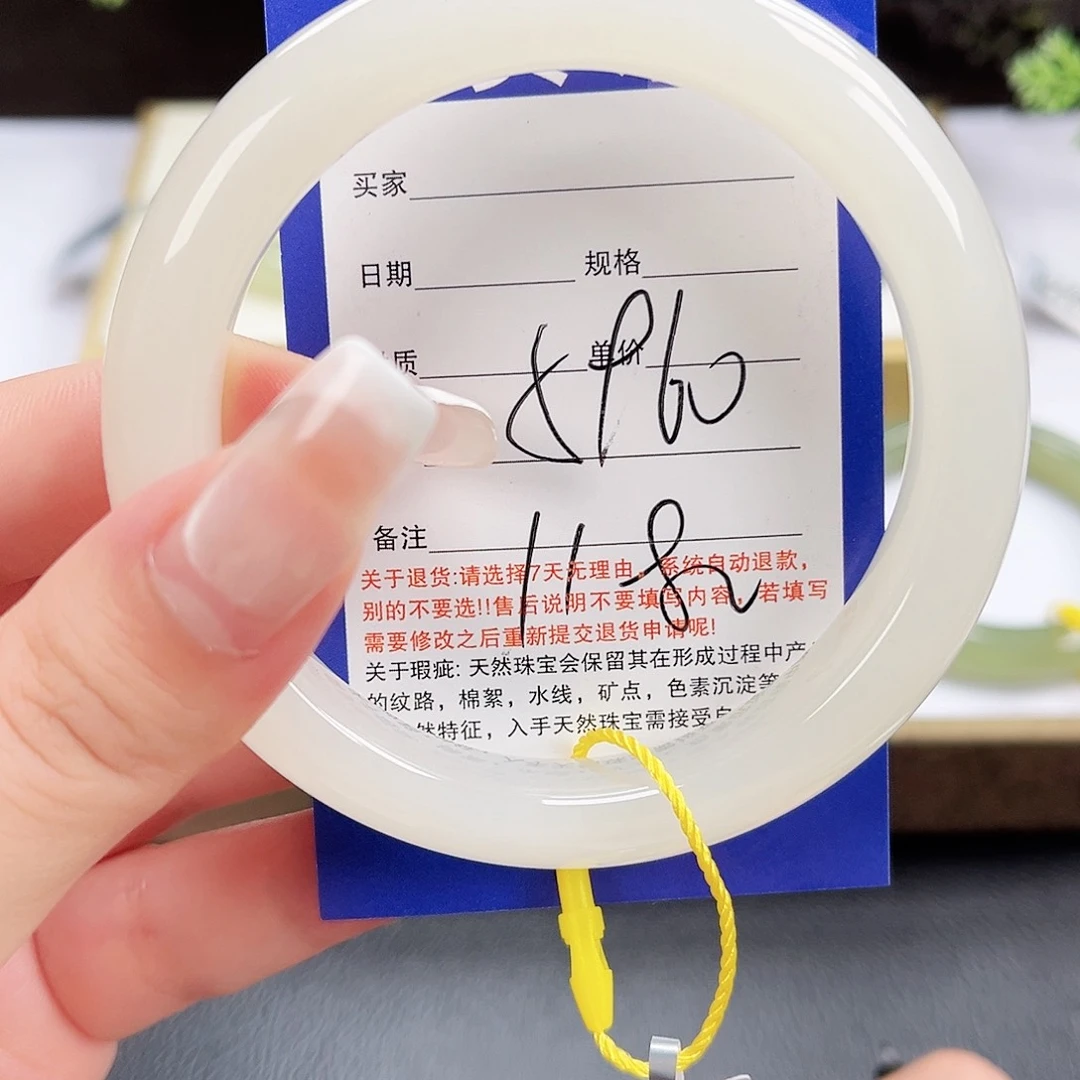 买家
日期 规格
质 单价
备注
关于退货:请选择7天无理由，系统自动退款，
别的不要选!!售后说明不要填写内容，若填写
需要修改之后重新提交退货申请呢!
关于瑕疵: 天然珠宝会保留其在形成过程中产
的纹路，棉絮，水线，矿点，色素沉淀等
然特征，入手天然珠宝需接受